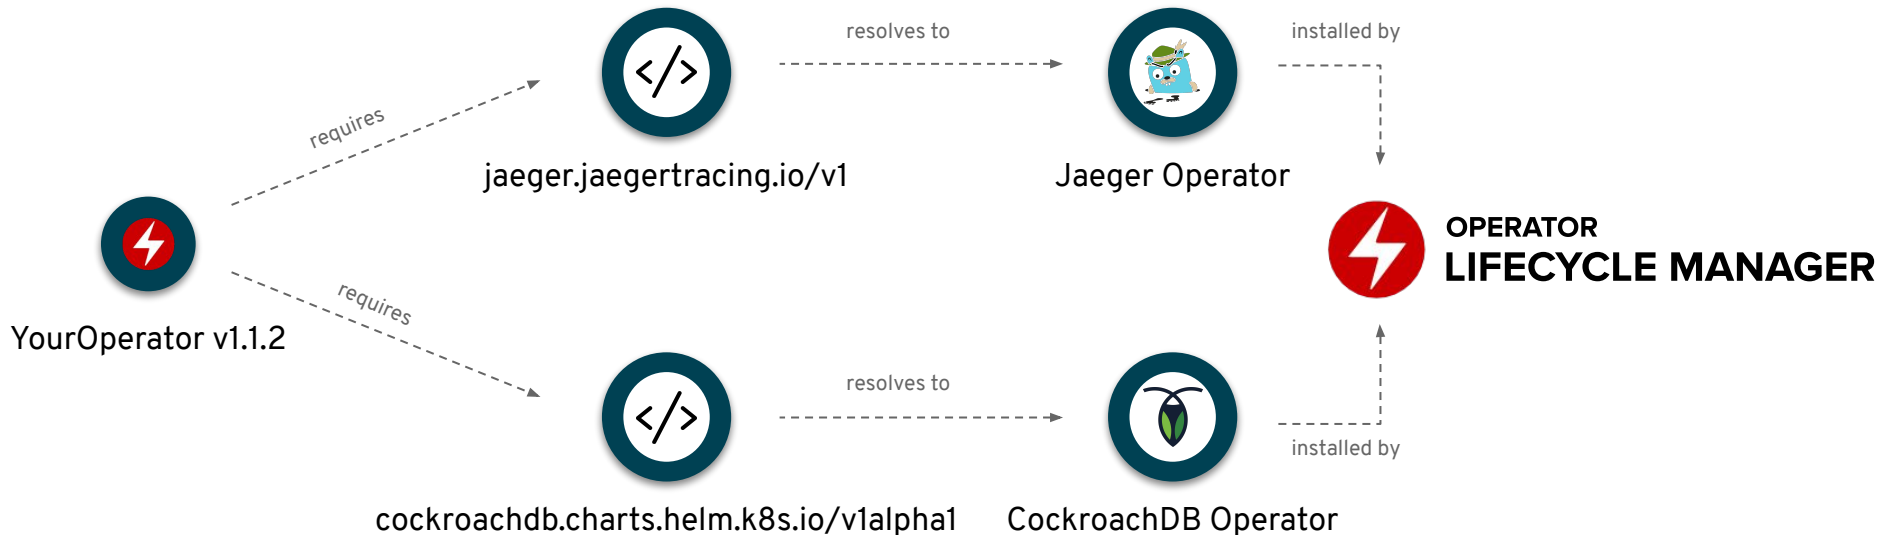 resolves to
installed by
requires
jaeger.jaegertracing.io/v1
Jaeger Operator
OPERATOR
LIFECYCLE MANAGER
YourOperator v1.1.2
requires
resolves to
installed by
cockroachdb.charts.helm.k8s.io/v1alpha1
CockroachDB Operator